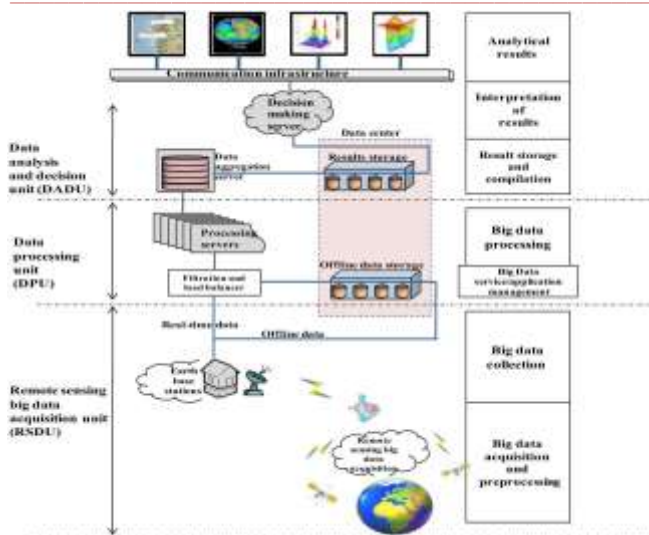 Communication infrastructure
Decision
making server
Data center
Data
aggregation
server
Results storage
Data
analysis
and decision
unit (DADU)
Processing
servers
Data
processing
unit
(DPU)
Filtration and
load balancer
Offline data storage
Real-time data
Offline data
Earth
base
stations
Remote sensing
big data
acquisition unit
(RSDU)
Remote
sensing big
data
acquisition
Analytical
results
Interpretation
of
results
Result storage
and
compilation
Big data
processing
Big Data
service/application
management
Big data
collection
Big data
acquisition
and
preprocessing